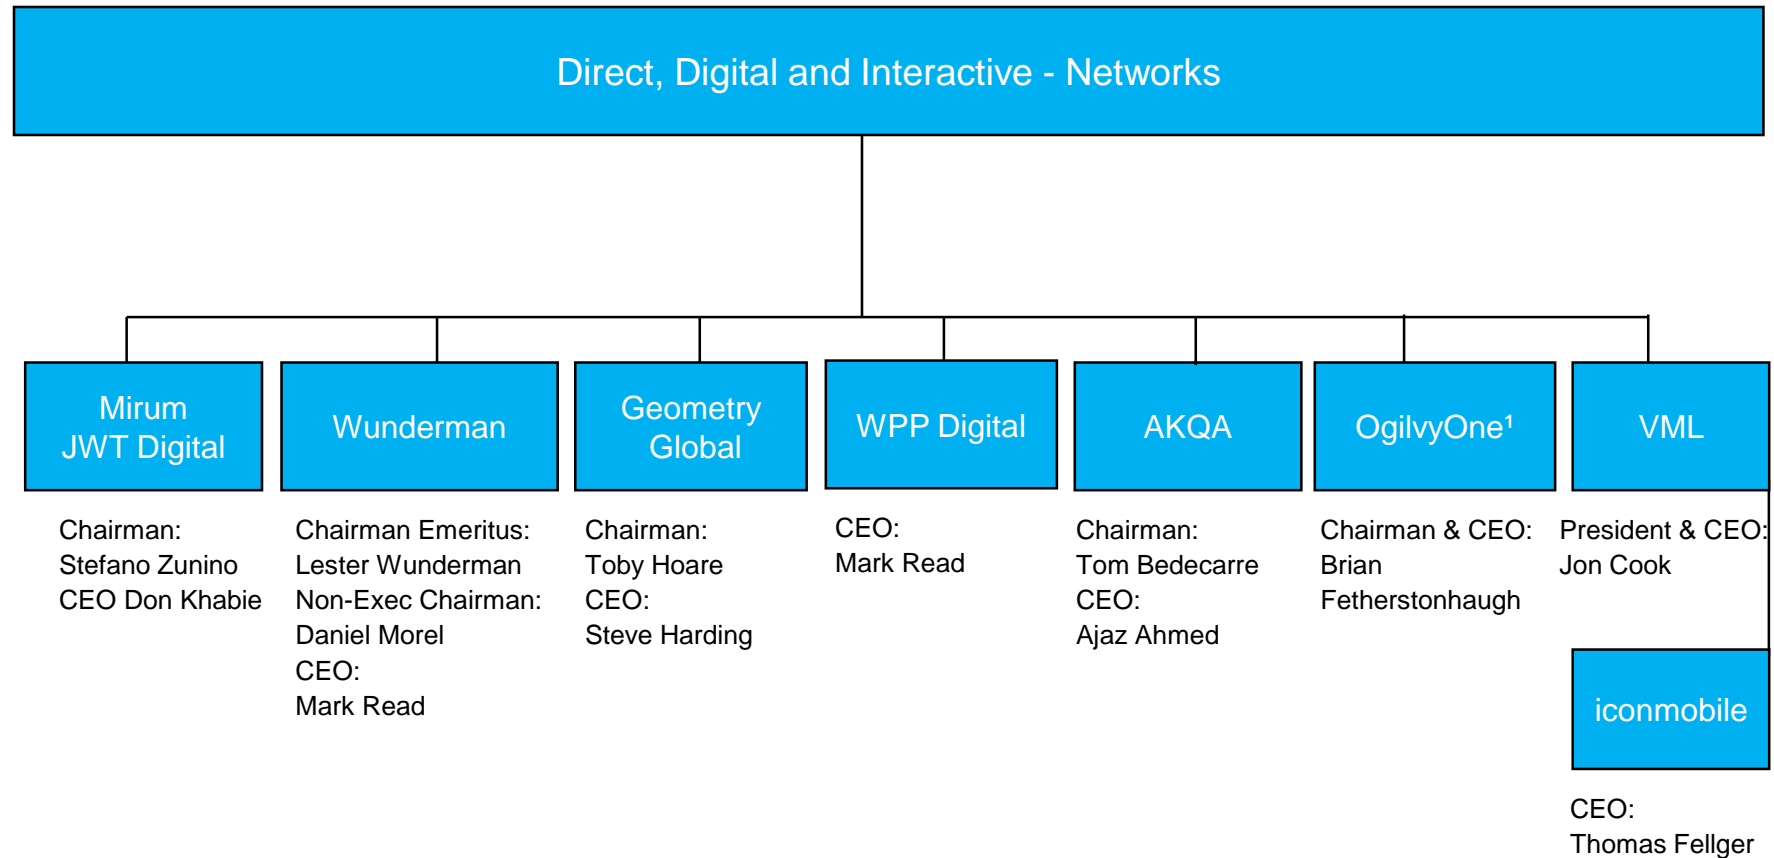 Direct, Digital and Interactive - Networks
Mirum
JWT Digital
Wunderman
Geometry
Global
WPP Digital
AKQA
OgilvyOne¹
VML
Chairman:
Stefano Zunino
CEO Don Khabie
Chairman Emeritus:
Lester Wunderman
Non-Exec Chairman:
Daniel Morel
CEO:
Mark Read
Chairman:
Toby Hoare
CEO:
Steve Harding
CEO:
Mark Read
Chairman:
Tom Bedecarre
CEO:
Ajaz Ahmed
Chairman & CEO:
Brian
Fetherstonhaugh
President & CEO:
Jon Cook
iconmobile
CEO:
Thomas Fellger